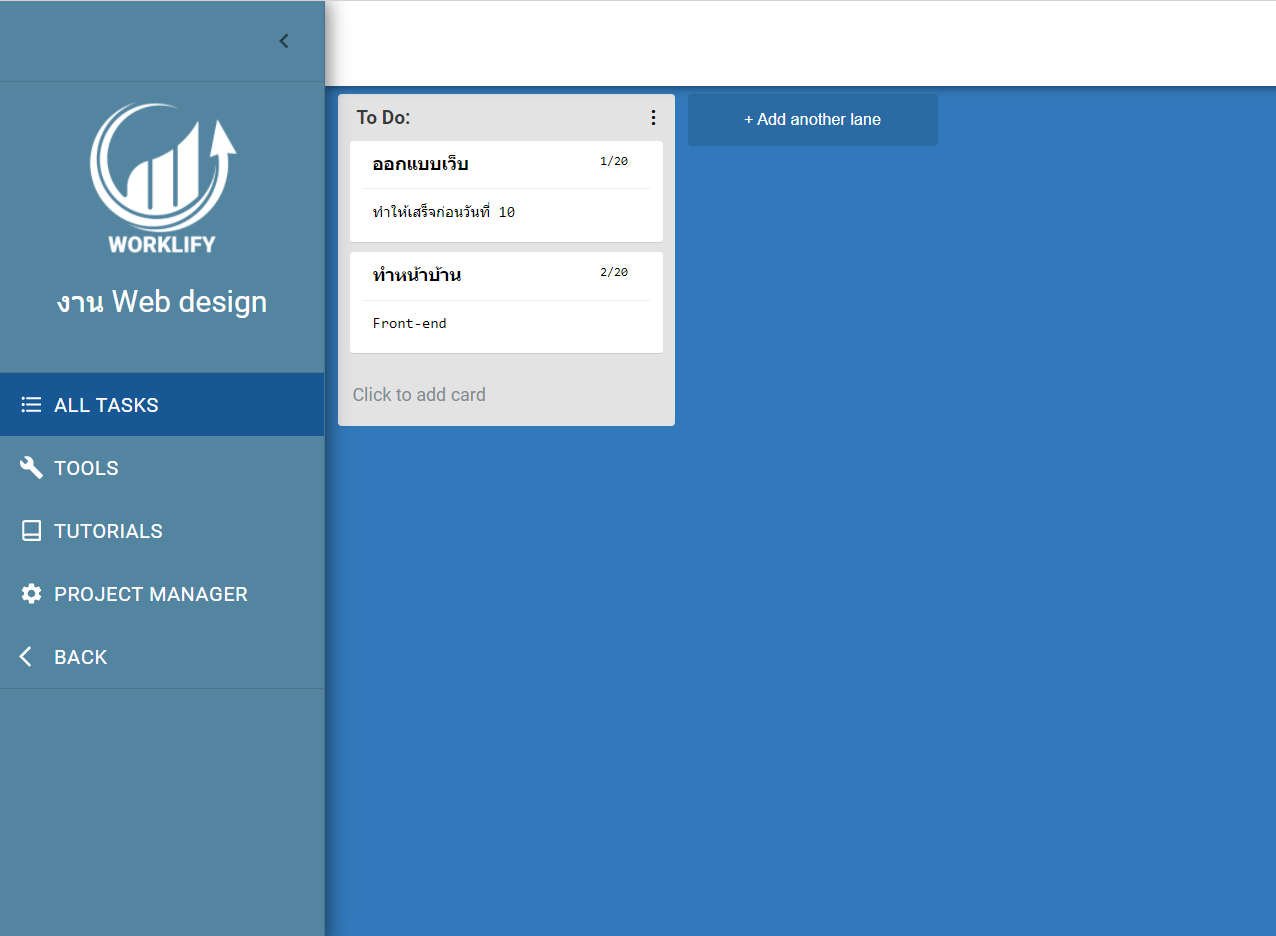 WORKLIFY
งาน Web design
ALL TASKS
TOOLS
TUTORIALS
PROJECT MANAGER
BACK
To Do:
ออกแบบเว็บ 1/20
ทำให้เสร็จก่อนวันที่ 10
ทำหน้าบ้าน 2/20
Front-end
Click to add card
+ Add another lane